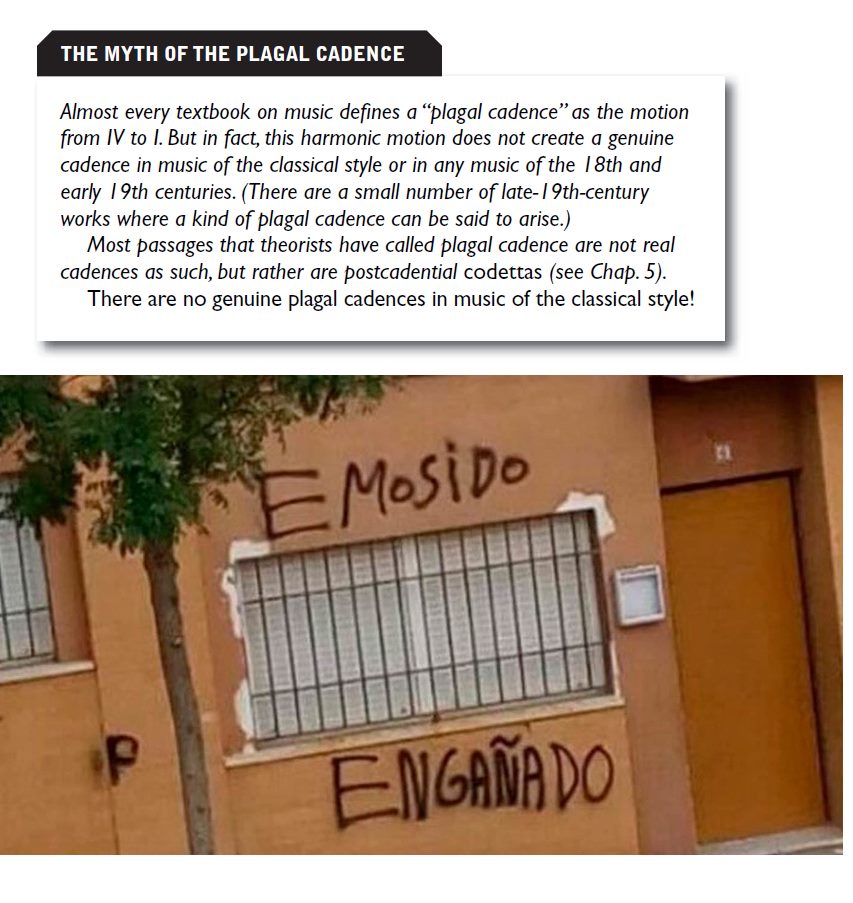 THE MYTH OF THE PLAGAL CADENCE
Almost every textbook on music defines a “plagal cadence” as the motion
from IV to I. But in fact, this harmonic motion does not create a genuine
cadence in music of the classical style or in any music of the 18th and
early 19th centuries. (There are a small number of late-19th-century
works where a kind of plagal cadence can be said to arise.)
Most passages that theorists have called plagal cadence are not real
cadences as such, but rather are postcadential codettas (see Chap. 5).
There are no genuine plagal cadences in music of the classical style!
E MOSiDO
P
ENGAÑADO